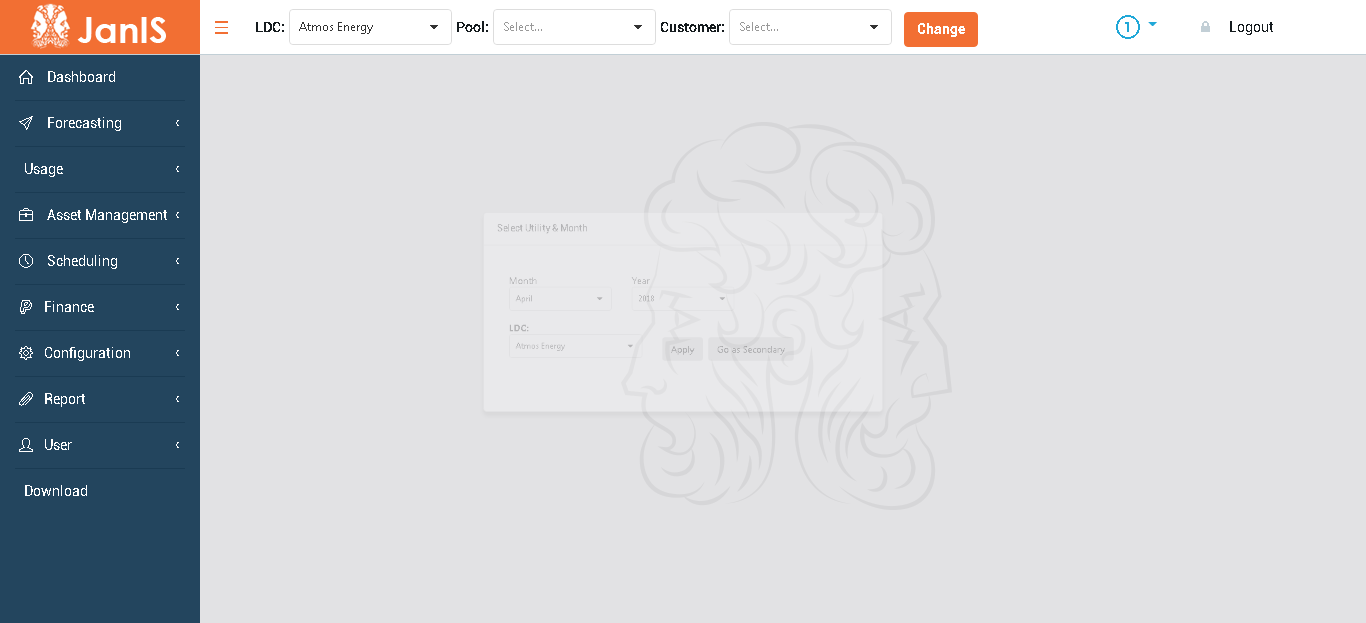 JanIS
LDC: Atmos Energy Pool: Select... Customer: Select... Change 1 Logout
Dashboard
Forecasting
Usage
Asset Management
Scheduling
Finance
Configuration
Report
User
Download
Select Utility & Month
Month Year
April 2018
LDC:
Atmos Energy Apply Go as Secondary